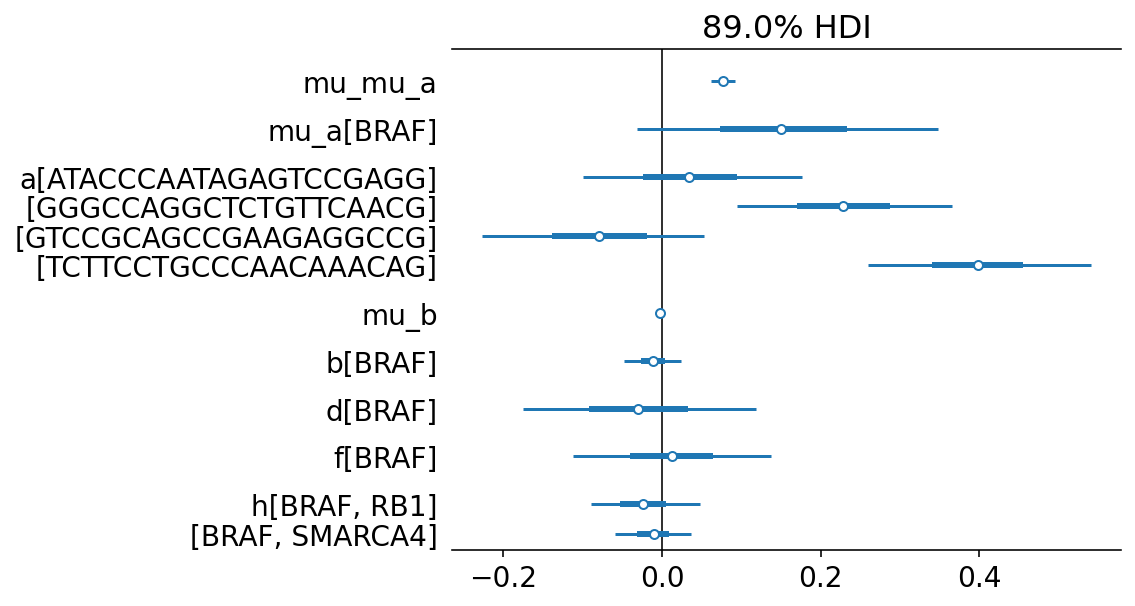 89.0% HDI
mu_mu_a
mu_a[BRAF]
a[ATACCCAATAGAGTCCGAGG]
[GGGCCAGGCTCTGTTCAACG]
[GTCCGCAGCCGAAGAGGCCG]
[TCTTCCTGCCCAACAAACAG]
mu_b
b[BRAF]
d[BRAF]
f[BRAF]
h[BRAF, RB1]
[BRAF, SMARCA4]
−0.2 0.0 0.2 0.4